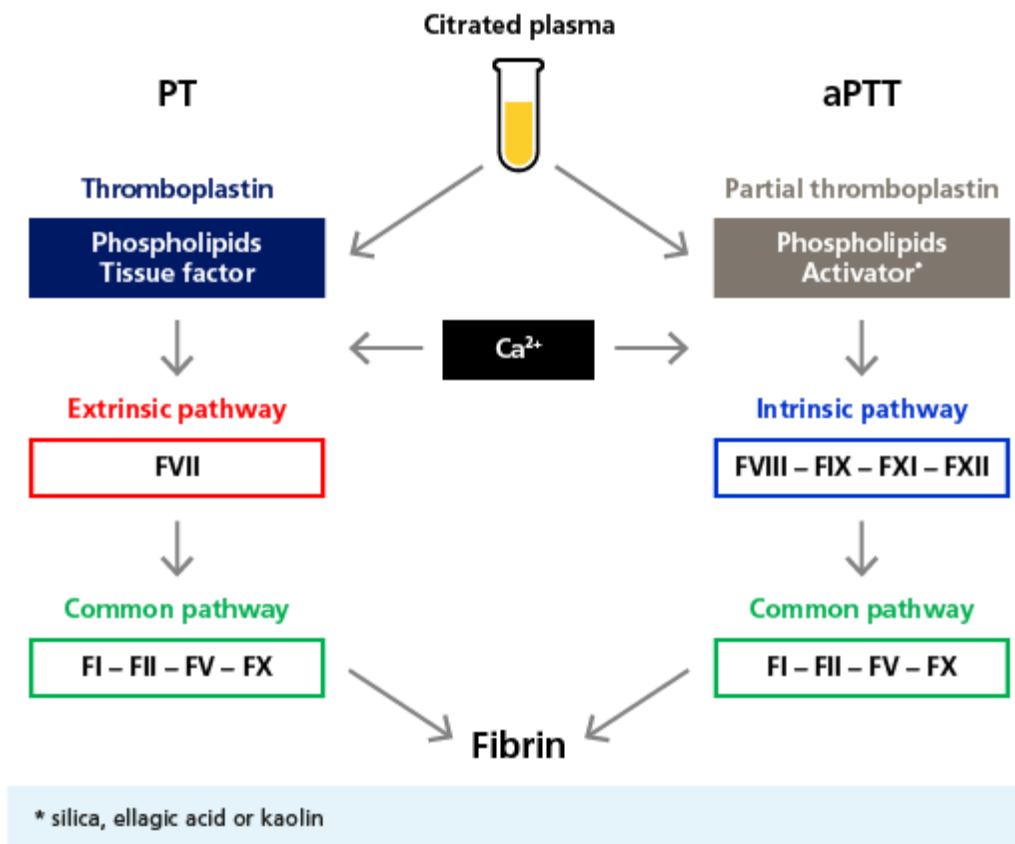 Citrated plasma
PT
aPTT
Thromboplastin
Partial thromboplastin
Phospholipids
Tissue factor
Phospholipids
Activator*
Ca²⁺
Extrinsic pathway
Intrinsic pathway
FVII
FVIII – FIX – FXI – FXII
Common pathway
Common pathway
FI – FII – FV – FX
FI – FII – FV – FX
Fibrin
* silica, ellagic acid or kaolin